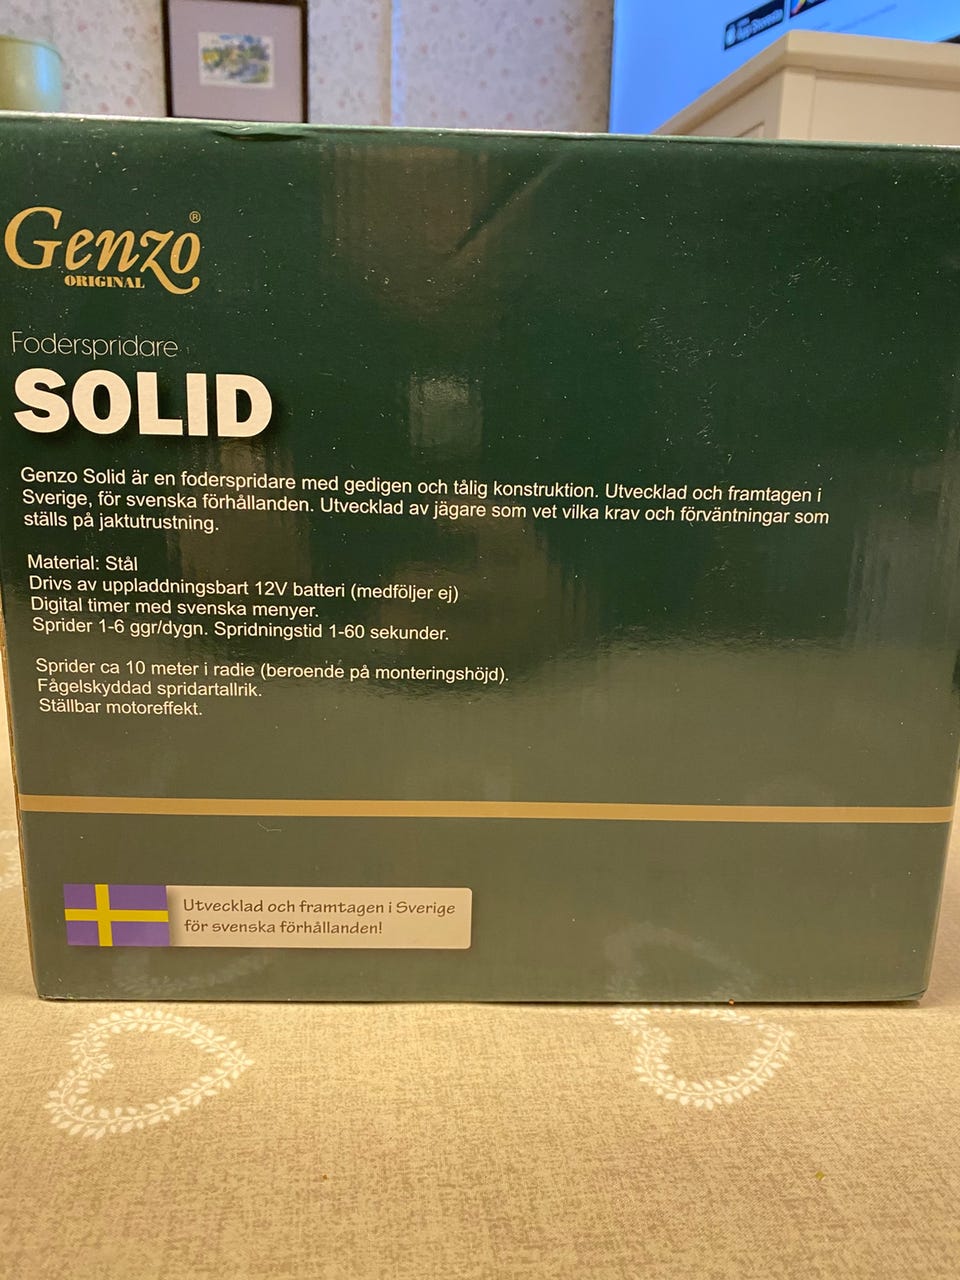 App Store
Genzo®
ORIGINAL
Foderspridare
SOLID
Genzo Solid är en foderspridare med gedigen och tålig konstruktion. Utvecklad och framtagen i
Sverige, för svenska förhållanden. Utvecklad av jägare som vet vilka krav och förväntningar som
ställs på jaktutrustning.
Material: Stål
Drivs av uppladdningsbart 12V batteri (medföljer ej)
Digital timer med svenska menyer.
Sprider 1-6 ggr/dygn. Spridningstid 1-60 sekunder.
Sprider ca 10 meter i radie (beroende på monteringshöjd).
Fågelskyddad spridartallrik.
Ställbar motoreffekt.
Utvecklad och framtagen i Sverige
för svenska förhållanden!